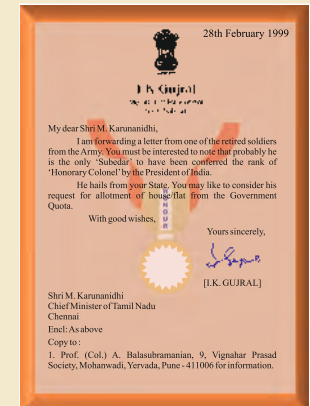 28th February 1999
I. K. Gujral
My dear Shri M. Karunanidhi,
I am forwarding a letter from one of the retired soldiers
from the Army. You must be interested to note that probably he
is the only 'Subedar' to have been conferred the rank of
'Honorary Colonel' by the President of India.
He hails from your State. You may like to consider his
request for allotment of house/flat from the Government
Quota.
With good wishes,
HONOUR
Yours sincerely,
[I.K. GUJRAL]
Shri M. Karunanidhi
Chief Minister of Tamil Nadu
Chennai
Encl: As above
Copy to :
1. Prof. (Col.) A. Balasubramanian, 9, Vignahar Prasad
Society, Mohanwadi, Yervada, Pune - 411006 for information.